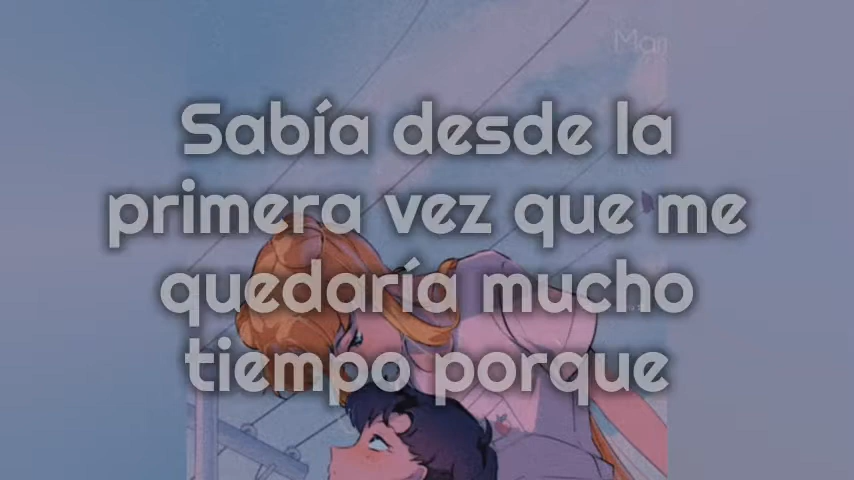 Sabía desde la
primera vez que me
quedaría mucho
tiempo porque